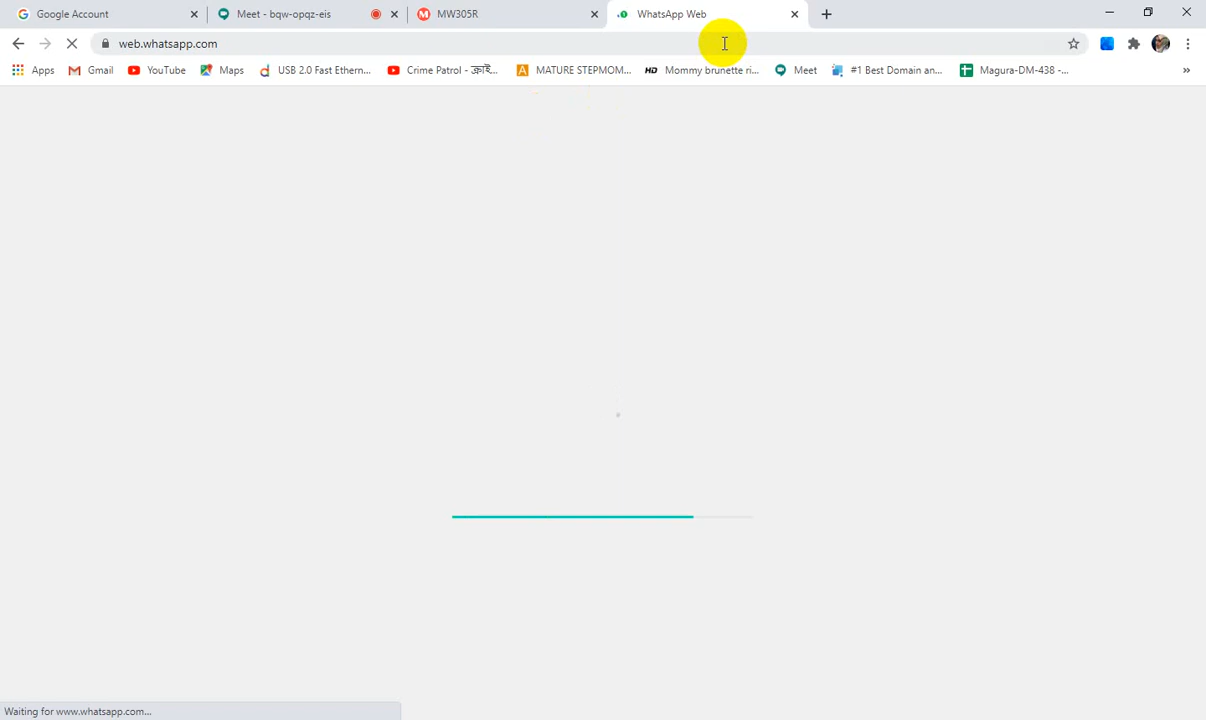 Google Account
Meet - bqw-opqz-eis
MW305R
WhatsApp Web
web.whatsapp.com
Apps
Gmail
YouTube
Maps
USB 2.0 Fast Ethern...
Crime Patrol - ক্রাই...
MATURE STEPMOM...
HD
Mommy brunette ri...
Meet
#1 Best Domain an...
Magura-DM-438 -...
»
Waiting for www.whatsapp.com...